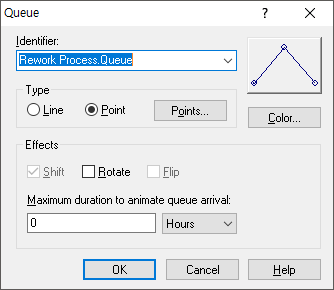 Queue
Identifier:
Rework Process.Queue
Type
Line Point Points...
Color...
Effects
Shift Rotate Flip
Maximum duration to animate queue arrival:
0 Hours
OK Cancel Help